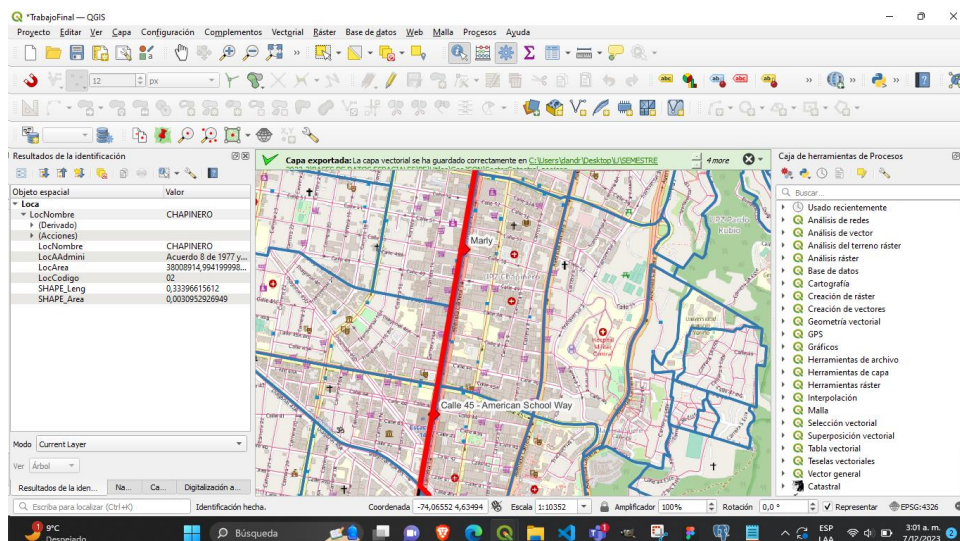 *TrabajoFinal — QGIS
Proyecto Editar Ver Capa Configuración Complementos Vectorial Ráster Base de datos Web Malla Procesos Ayuda
12 px
abc
Resultados de la identificación
Objeto espacial Valor
Loca
LocNombre CHAPINERO
(Derivado)
(Acciones)
LocNombre CHAPINERO
LocAAdmini Acuerdo 8 de 1977 y...
LocArea 38008914,994199998...
LocCodigo 02
SHAPE_Leng 0,33396615612
SHAPE_Area 0,0030952926949
Modo Current Layer
Ver Árbol
Resultados de la iden... Na... Ca... Digitalización a...
Capa exportada: La capa vectorial se ha guardado correctamente en C:\Users\dandr\Desktop\U\SEMESTRE
4 more
Marly
Calle 45 - American School Way
Caja de herramientas de Procesos
Buscar...
Usado recientemente
Análisis de redes
Análisis de vector
Análisis del terreno ráster
Análisis ráster
Base de datos
Cartografía
Creación de ráster
Creación de vectores
Geometría vectorial
GPS
Gráficos
Herramientas de archivo
Herramientas de capa
Herramientas ráster
Interpolación
Malla
Selección vectorial
Superposición vectorial
Tabla vectorial
Teselas vectoriales
Vector general
Catastral
Escriba para localizar (Ctrl+K) Identificación hecha. Coordenada -74,06552 4,63494 Escala 1:10352 Amplificador 100% Rotación 0,0 ° Representar EPSG:4326
9°C
Despejado
Búsqueda
ESP
LAA
3:01 a. m.
7/12/2023